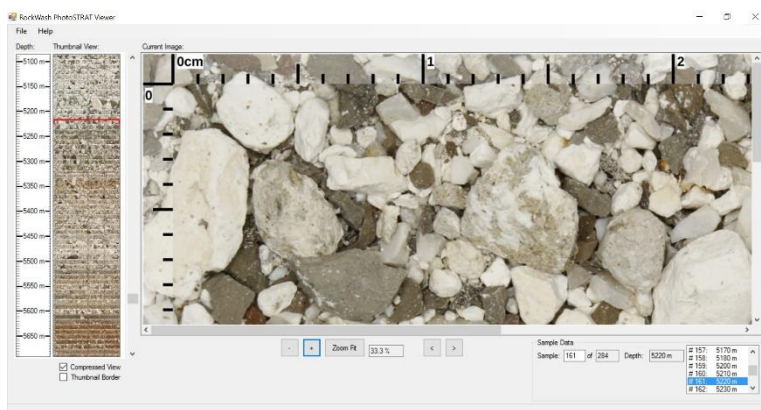 RockWash PhotoSTRAT Viewer
File Help
Depth: Thumbnail View: Current Image:
5100 m
5150 m
5200 m
5250 m
5300 m
5350 m
5400 m
5450 m
5500 m
5550 m
5600 m
5650 m
0cm 1 2
0
- + Zoom Fit 33.3 % < >
Compressed View
Thumbnail Border
Sample Data
Sample: 161 of 284 Depth: 5220 m
# 157: 5170 m
# 158: 5180 m
# 159: 5200 m
# 160: 5210 m
# 161: 5220 m
# 162: 5230 m